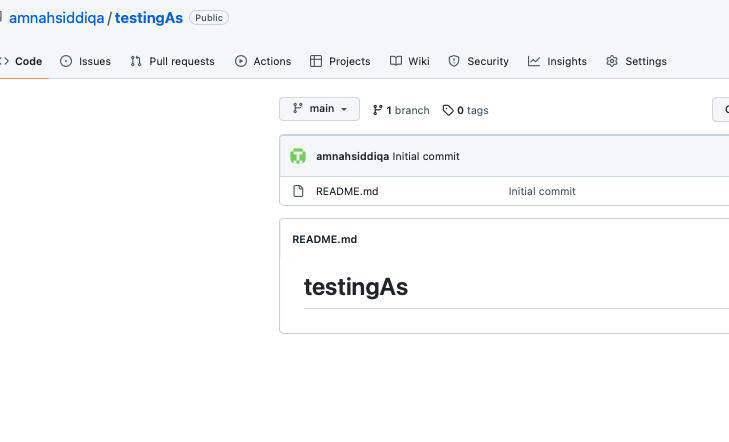 amnahsiddiqa / testingAs Public
Code Issues Pull requests Actions Projects Wiki Security Insights Settings
main 1 branch 0 tags
amnahsiddiqa Initial commit
README.md Initial commit
README.md
testingAs